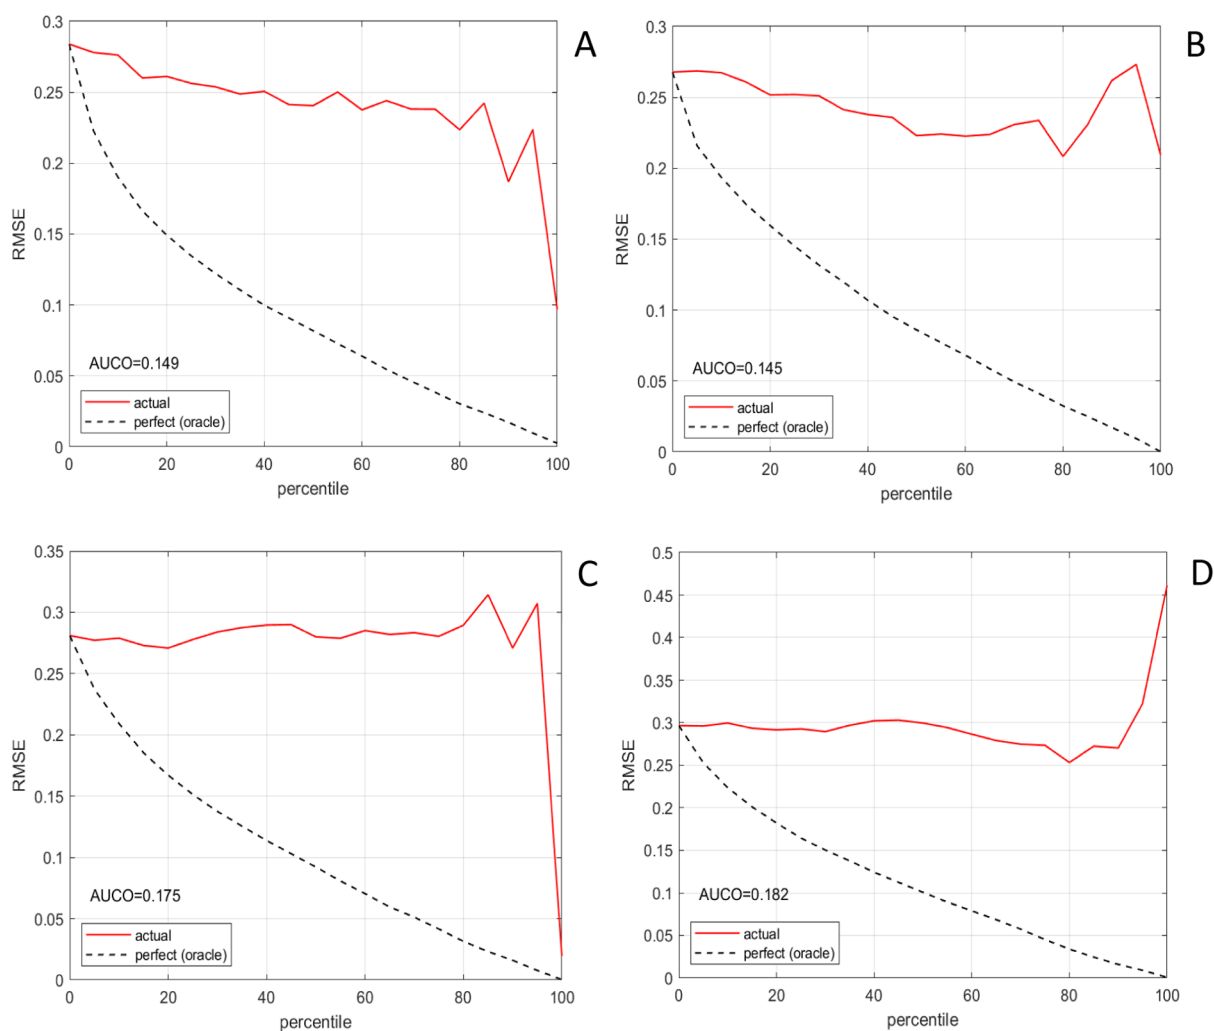 A
0.3
0.25
0.2
0.15
0.1
0.05
0
RMSE
AUCO=0.149
actual
perfect (oracle)
0 20 40 60 80 100
percentile
B
0.3
0.25
0.2
0.15
0.1
0.05
0
RMSE
AUCO=0.145
actual
perfect (oracle)
0 20 40 60 80 100
percentile
C
0.35
0.3
0.25
0.2
0.15
0.1
0.05
0
RMSE
AUCO=0.175
actual
perfect (oracle)
0 20 40 60 80 100
percentile
D
0.5
0.45
0.4
0.35
0.3
0.25
0.2
0.15
0.1
0.05
0
RMSE
AUCO=0.182
actual
perfect (oracle)
0 20 40 60 80 100
percentile